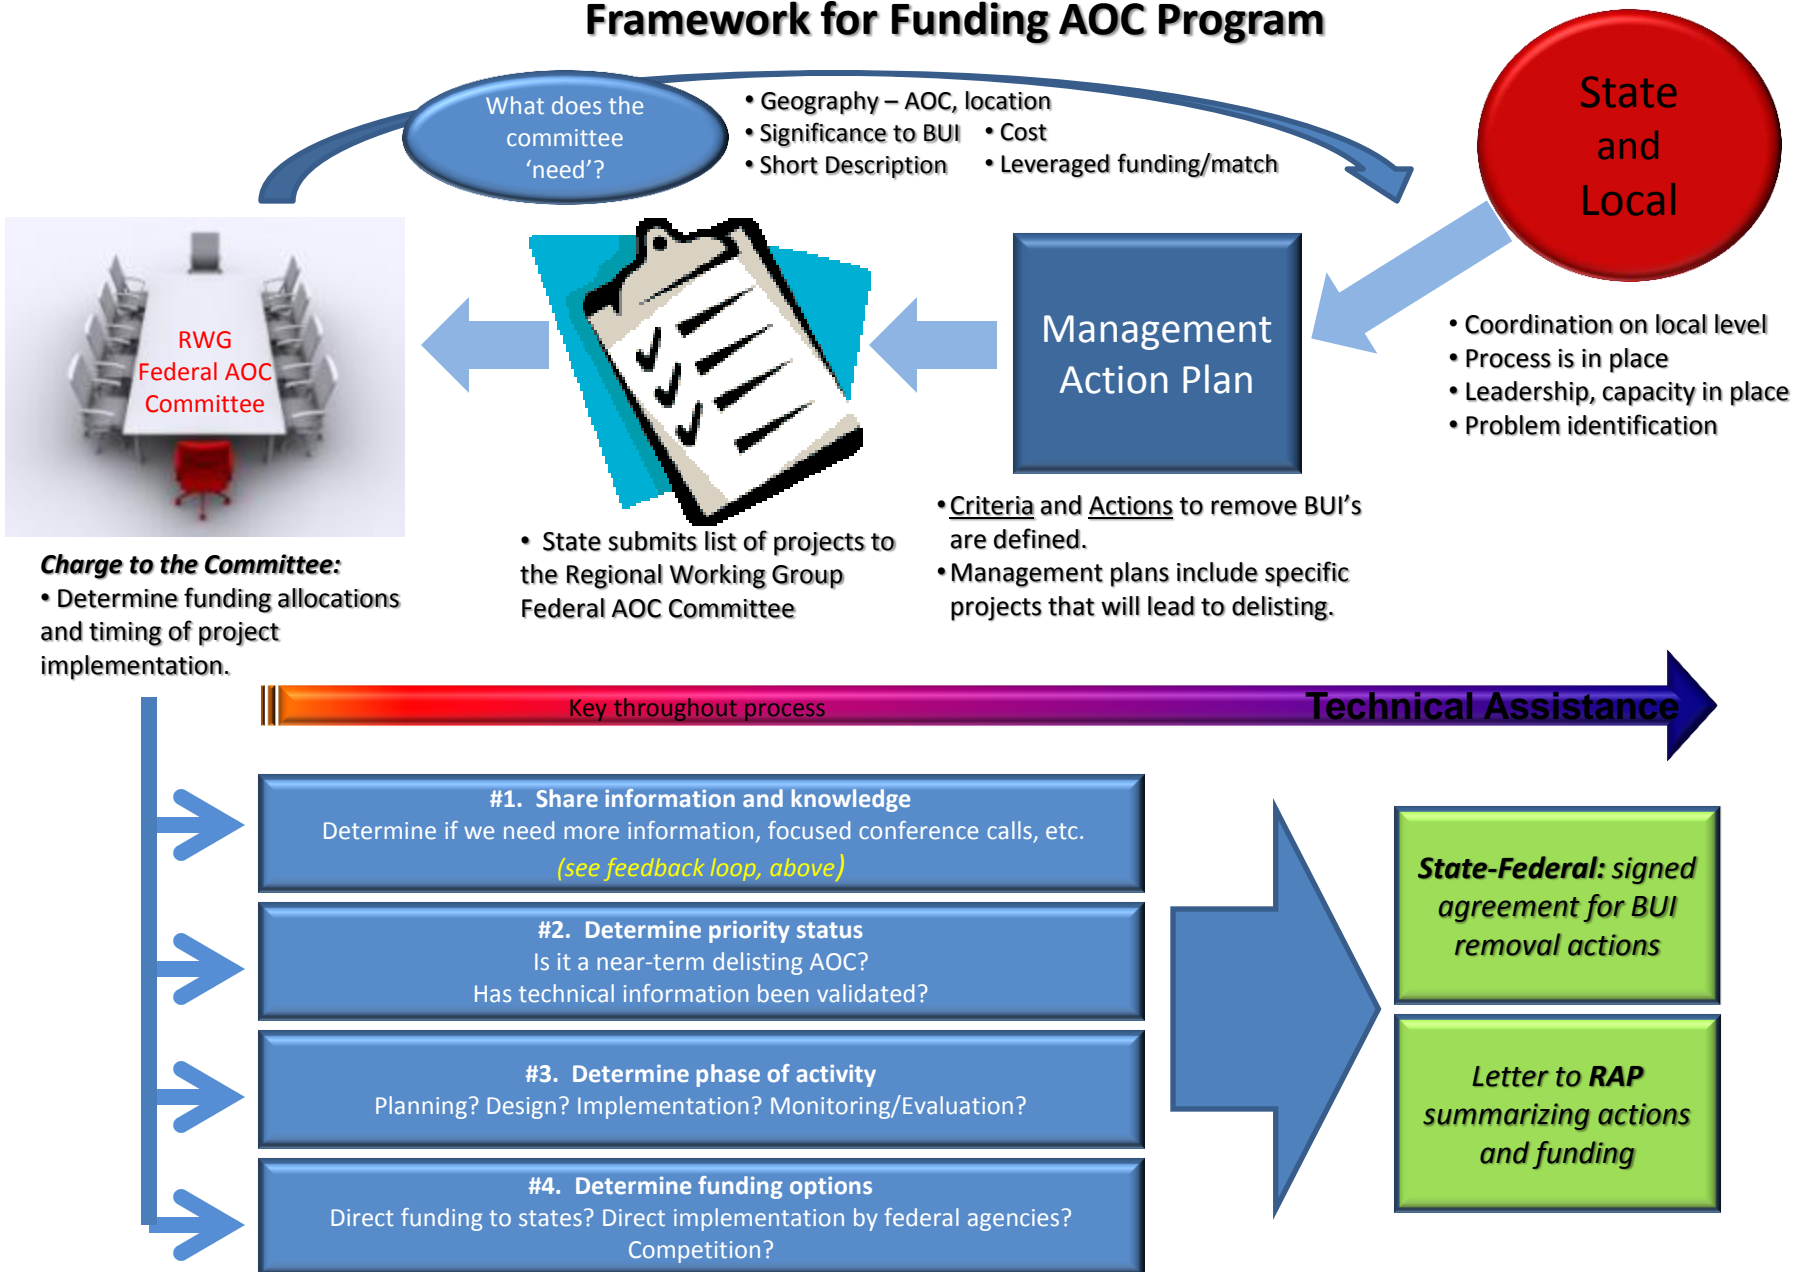 Framework for Funding AOC Program
What does the
committee
‘need’?
• Geography – AOC, location
• Significance to BUI • Cost
• Short Description • Leveraged funding/match
State
and
Local
RWG
Federal AOC
Committee
Management
Action Plan
• Coordination on local level
• Process is in place
• Leadership, capacity in place
• Problem identification
Charge to the Committee:
• Determine funding allocations
and timing of project
implementation.
• State submits list of projects to
the Regional Working Group
Federal AOC Committee
• Criteria and Actions to remove BUI’s
are defined.
• Management plans include specific
projects that will lead to delisting.
Key throughout process
Technical Assistance
#1. Share information and knowledge
Determine if we need more information, focused conference calls, etc.
(see feedback loop, above)
#2. Determine priority status
Is it a near-term delisting AOC?
Has technical information been validated?
#3. Determine phase of activity
Planning? Design? Implementation? Monitoring/Evaluation?
#4. Determine funding options
Direct funding to states? Direct implementation by federal agencies?
Competition?
State-Federal: signed
agreement for BUI
removal actions
Letter to RAP
summarizing actions
and funding